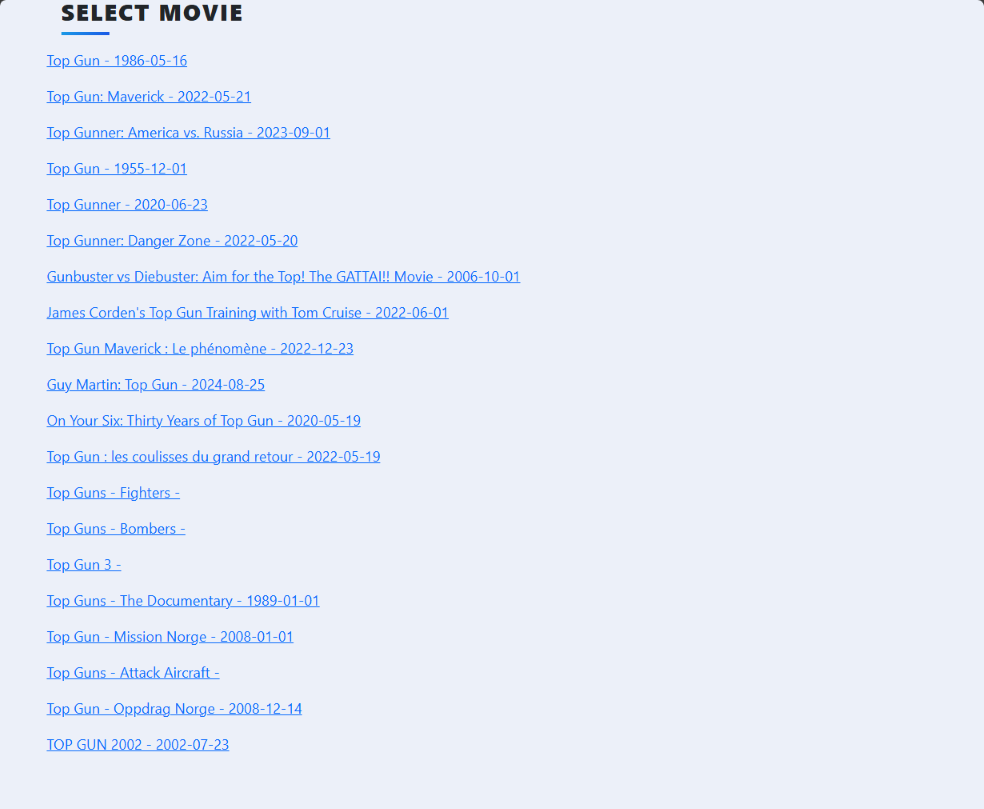 SELECT MOVIE
Top Gun - 1986-05-16
Top Gun: Maverick - 2022-05-21
Top Gunner: America vs. Russia - 2023-09-01
Top Gun - 1955-12-01
Top Gunner - 2020-06-23
Top Gunner: Danger Zone - 2022-05-20
Gunbuster vs Diebuster: Aim for the Top! The GATTAI!! Movie - 2006-10-01
James Corden's Top Gun Training with Tom Cruise - 2022-06-01
Top Gun Maverick : Le phénomène - 2022-12-23
Guy Martin: Top Gun - 2024-08-25
On Your Six: Thirty Years of Top Gun - 2020-05-19
Top Gun : les coulisses du grand retour - 2022-05-19
Top Guns - Fighters -
Top Guns - Bombers -
Top Gun 3 -
Top Guns - The Documentary - 1989-01-01
Top Gun - Mission Norge - 2008-01-01
Top Guns - Attack Aircraft -
Top Gun - Oppdrag Norge - 2008-12-14
TOP GUN 2002 - 2002-07-23